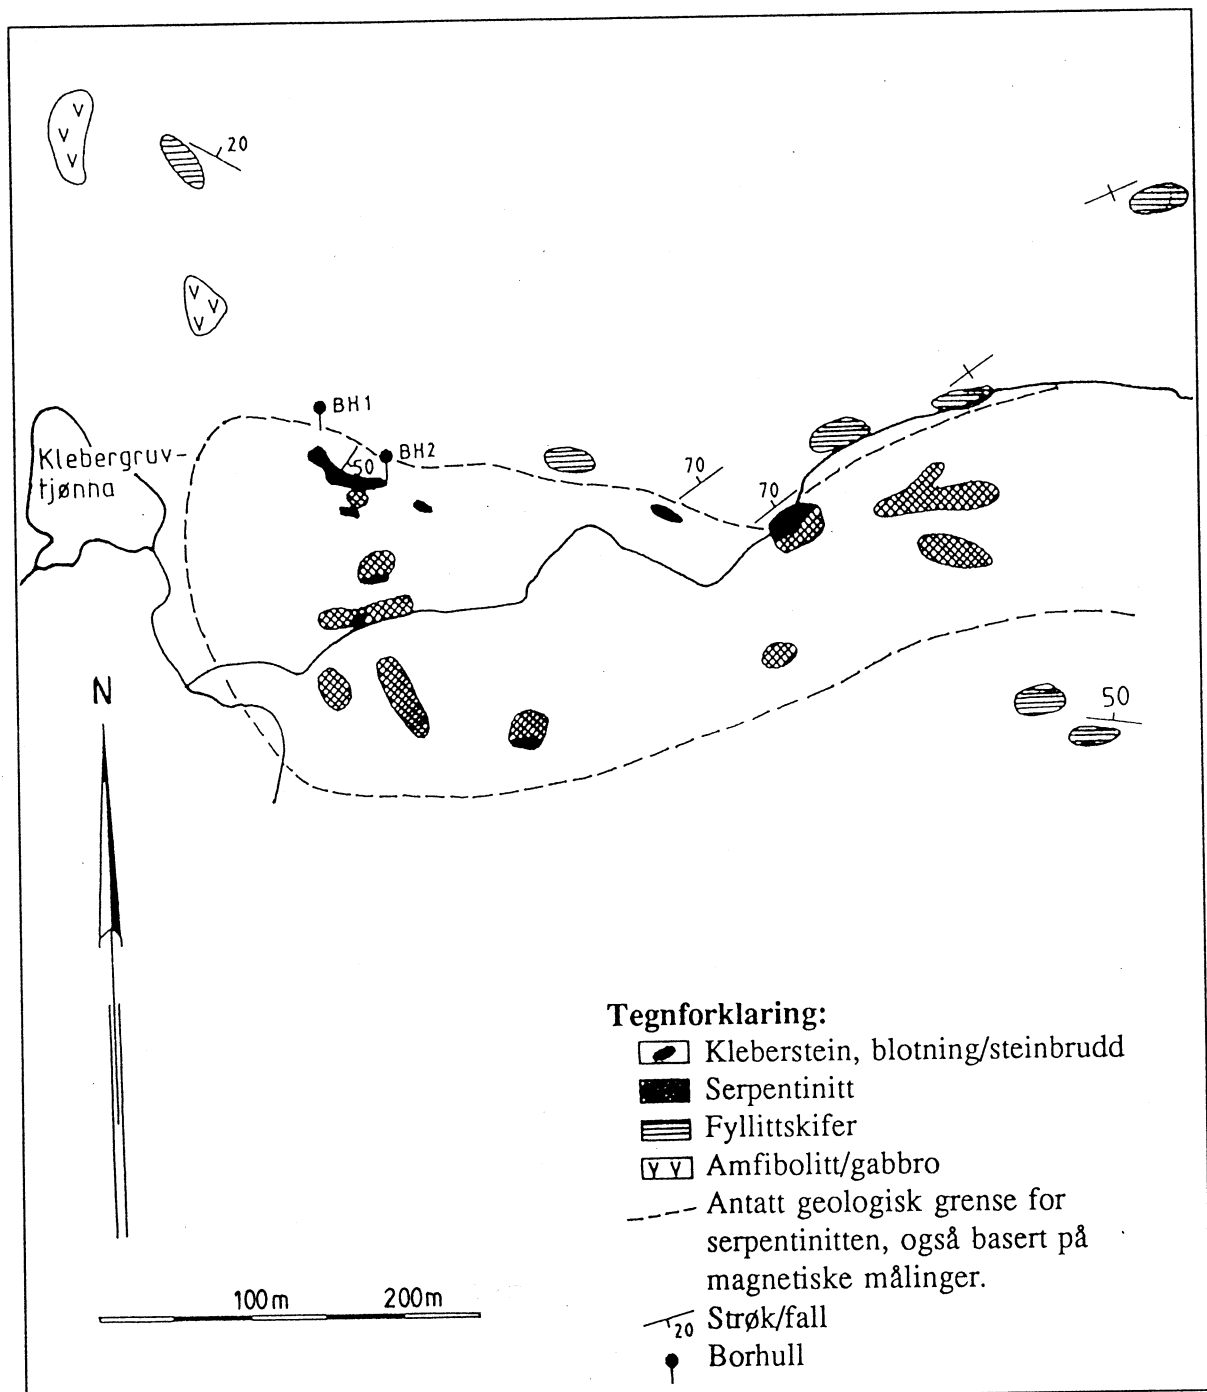 20
BH1
BH2
50
Klebergruv-
tjønna
70
70
N
50
Tegnforklaring:
Kleberstein, blotning/steinbrudd
Serpentinitt
Fyllittskifer
Amfibolitt/gabbro
Antatt geologisk grense for
serpentinitten, også basert på
magnetiske målinger.
20 Strøk/fall
Borhull
100m 200m